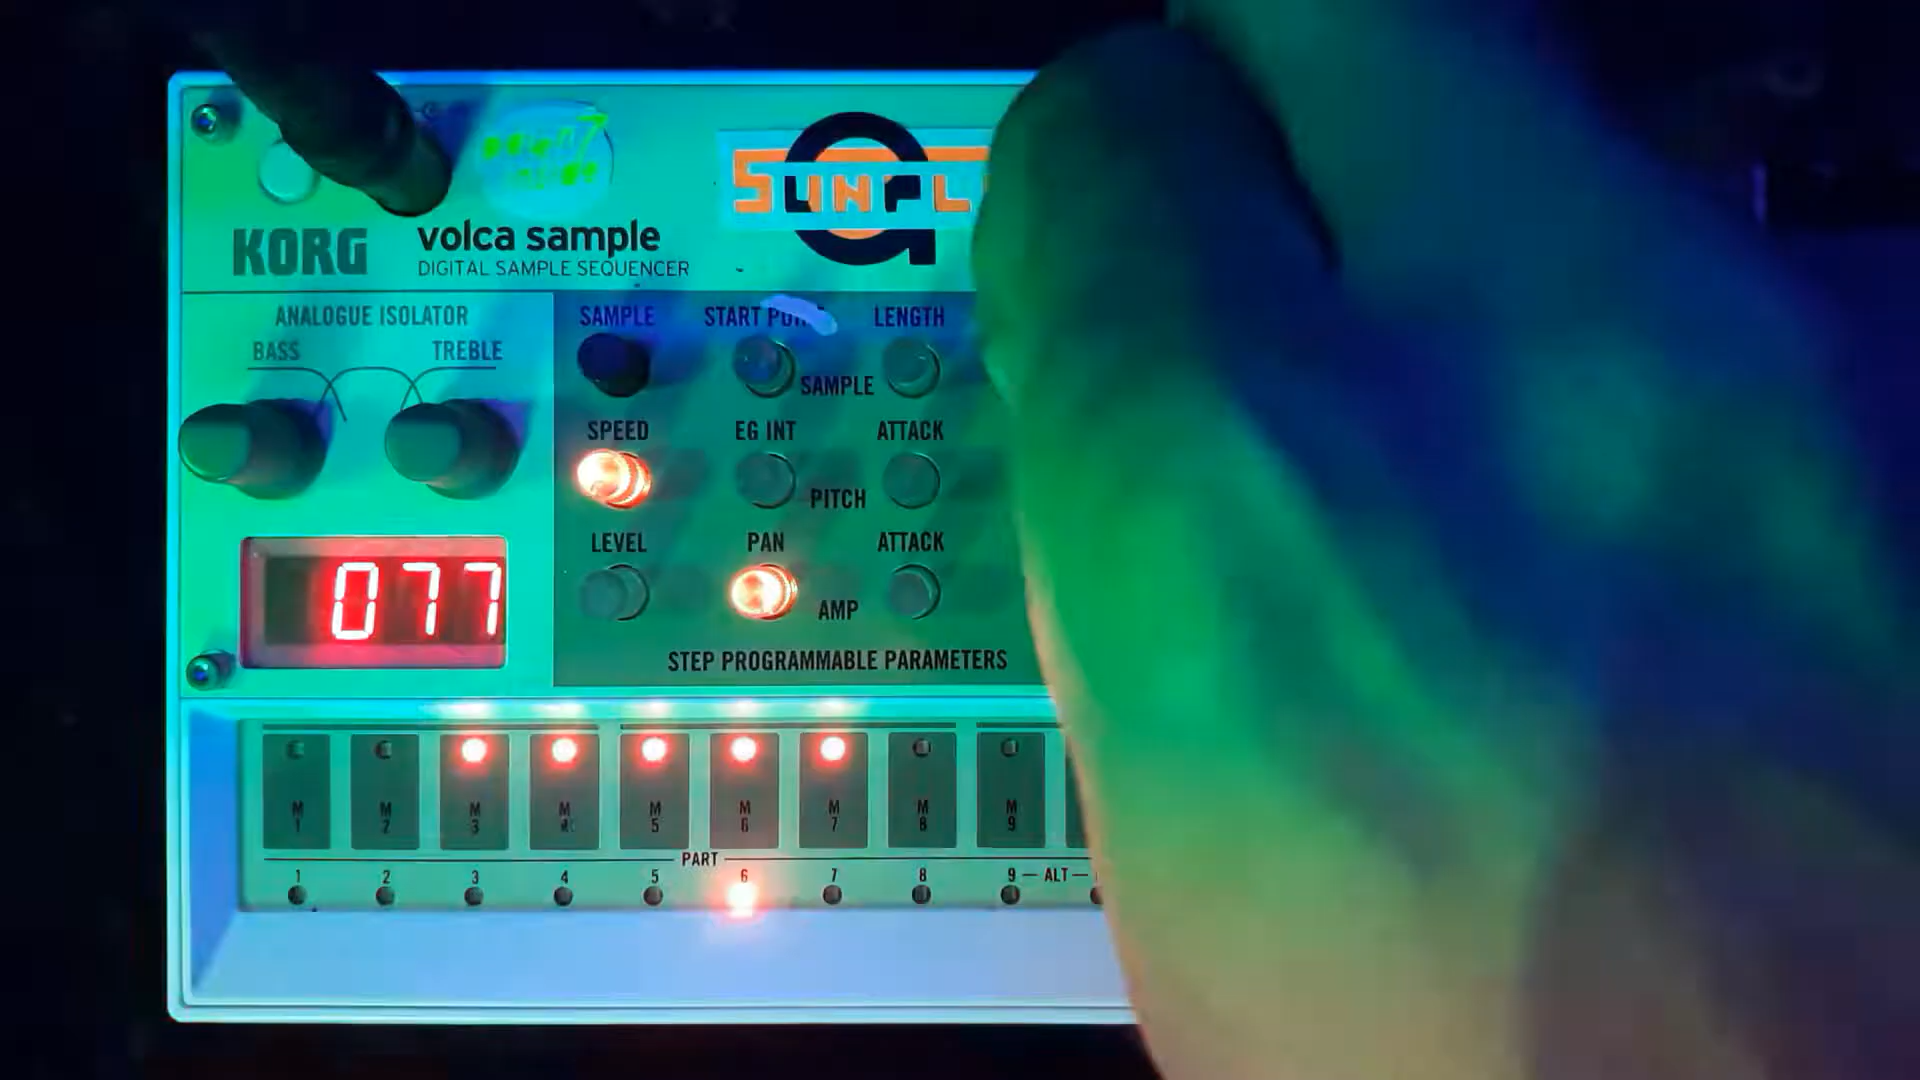 KORG
volca sample
DIGITAL SAMPLE SEQUENCER
ANALOGUE ISOLATOR
BASS TREBLE
SAMPLE START LENGTH
SAMPLE
SPEED EG INT ATTACK
PITCH
LEVEL PAN ATTACK
AMP
077
STEP PROGRAMMABLE PARAMETERS
M M M M M M M M M
1 2 3 5 6 7 8 9
PART
1 2 3 4 5 6 7 8 9 ALT